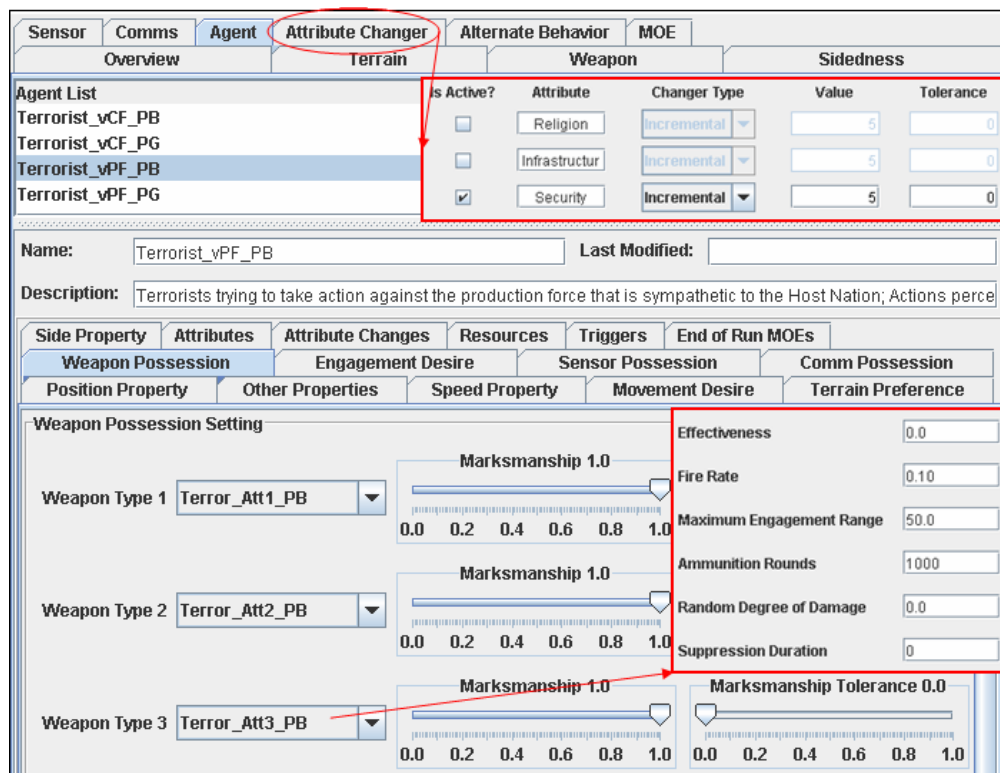 Sensor Comms Agent Attribute Changer Alternate Behavior MOE
Overview Terrain Weapon Sidedness
Agent List
Terrorist_vCF_PB
Terrorist_vCF_PG
Terrorist_vPF_PB
Terrorist_vPF_PG
Is Active? Attribute Changer Type Value Tolerance
Religion Incremental 5 0
Infrastructur Incremental 5 0
Security Incremental 5 0
Name: Terrorist_vPF_PB Last Modified:
Description: Terrorists trying to take action against the production force that is sympathetic to the Host Nation; Actions perce
Side Property Attributes Attribute Changes Resources Triggers End of Run MOEs
Weapon Possession Engagement Desire Sensor Possession Comm Possession
Position Property Other Properties Speed Property Movement Desire Terrain Preference
Weapon Possession Setting
Marksmanship 1.0
Weapon Type 1 Terror_Att1_PB
0.0 0.2 0.4 0.6 0.8 1.0
Marksmanship 1.0
Weapon Type 2 Terror_Att2_PB
0.0 0.2 0.4 0.6 0.8 1.0
Effectiveness 0.0
Fire Rate 0.10
Maximum Engagement Range 50.0
Ammunition Rounds 1000
Random Degree of Damage 0.0
Suppression Duration 0
Marksmanship 1.0 Marksmanship Tolerance 0.0
Weapon Type 3 Terror_Att3_PB
0.0 0.2 0.4 0.6 0.8 1.0 0.0 0.2 0.4 0.6 0.8 1.0